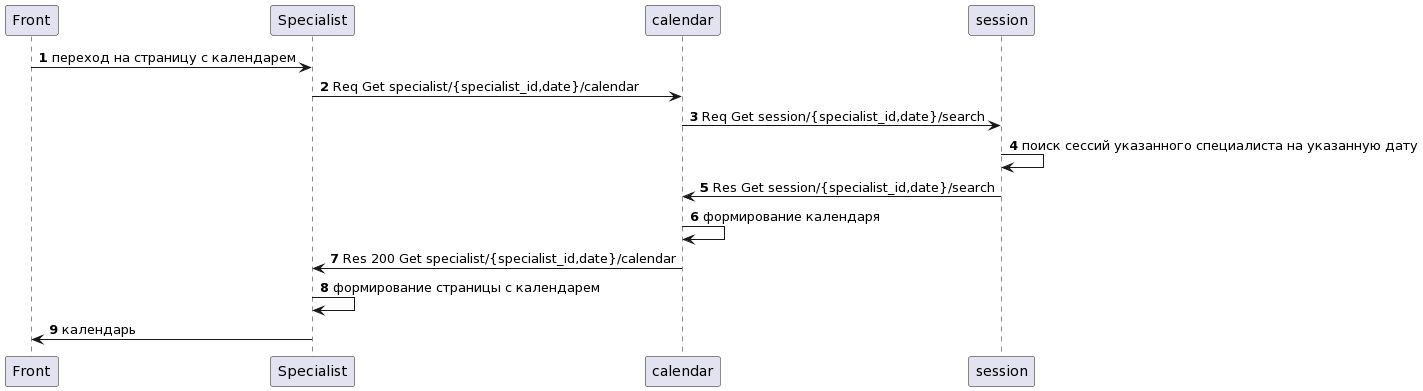 Front Specialist calendar session
1 переход на страницу с календарем
2 Req Get specialist/{specialist_id,date}/calendar
3 Req Get session/{specialist_id,date}/search
4 поиск сессий указанного специалиста на указанную дату
5 Res Get session/{specialist_id,date}/search
6 формирование календаря
7 Res 200 Get specialist/{specialist_id,date}/calendar
8 формирование страницы с календарем
9 календарь
Front Specialist calendar session